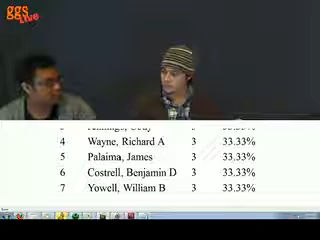 ggs
Live
4 Wayne, Richard A 3 33.33%
5 Palaima, James 3 33.33%
6 Costrell, Benjamin D 3 33.33%
7 Yowell, William B 3 33.33%